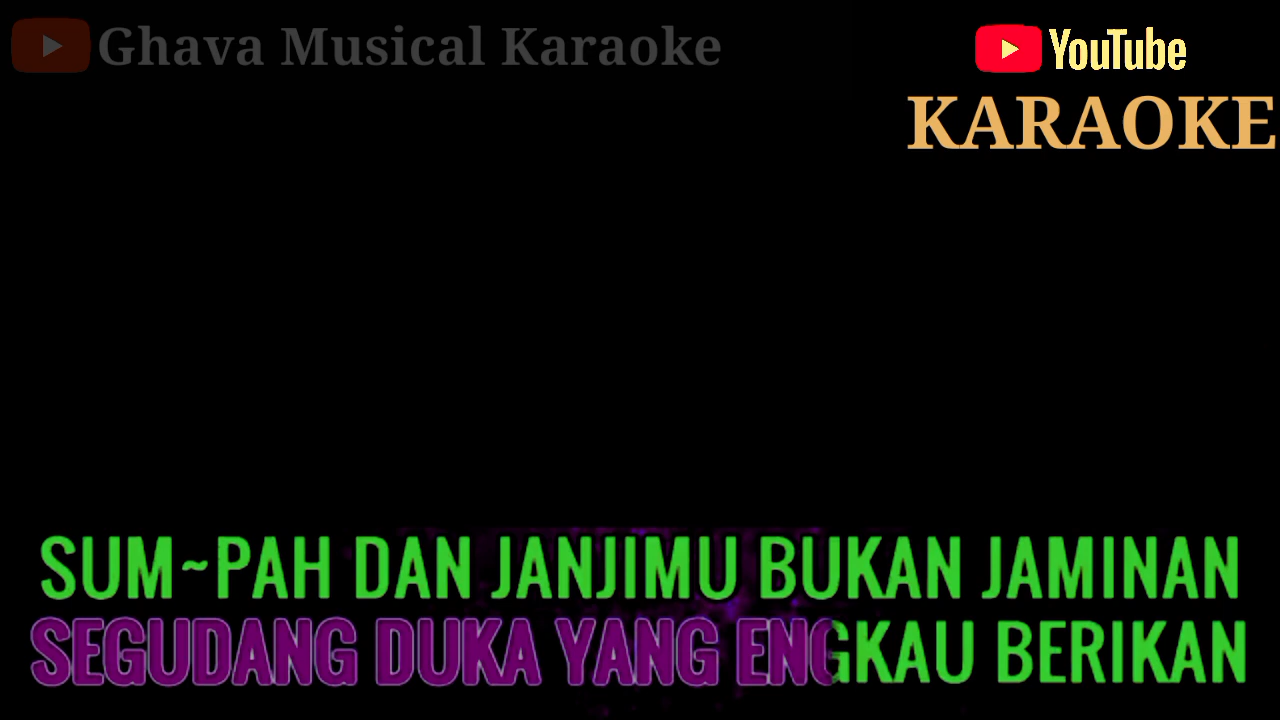 Ghava Musical Karaoke
YouTube
KARAOKE
SUM~PAH DAN JANJIMU BUKAN JAMINAN
SEGUDANG DUKA YANG ENGKAU BERIKAN